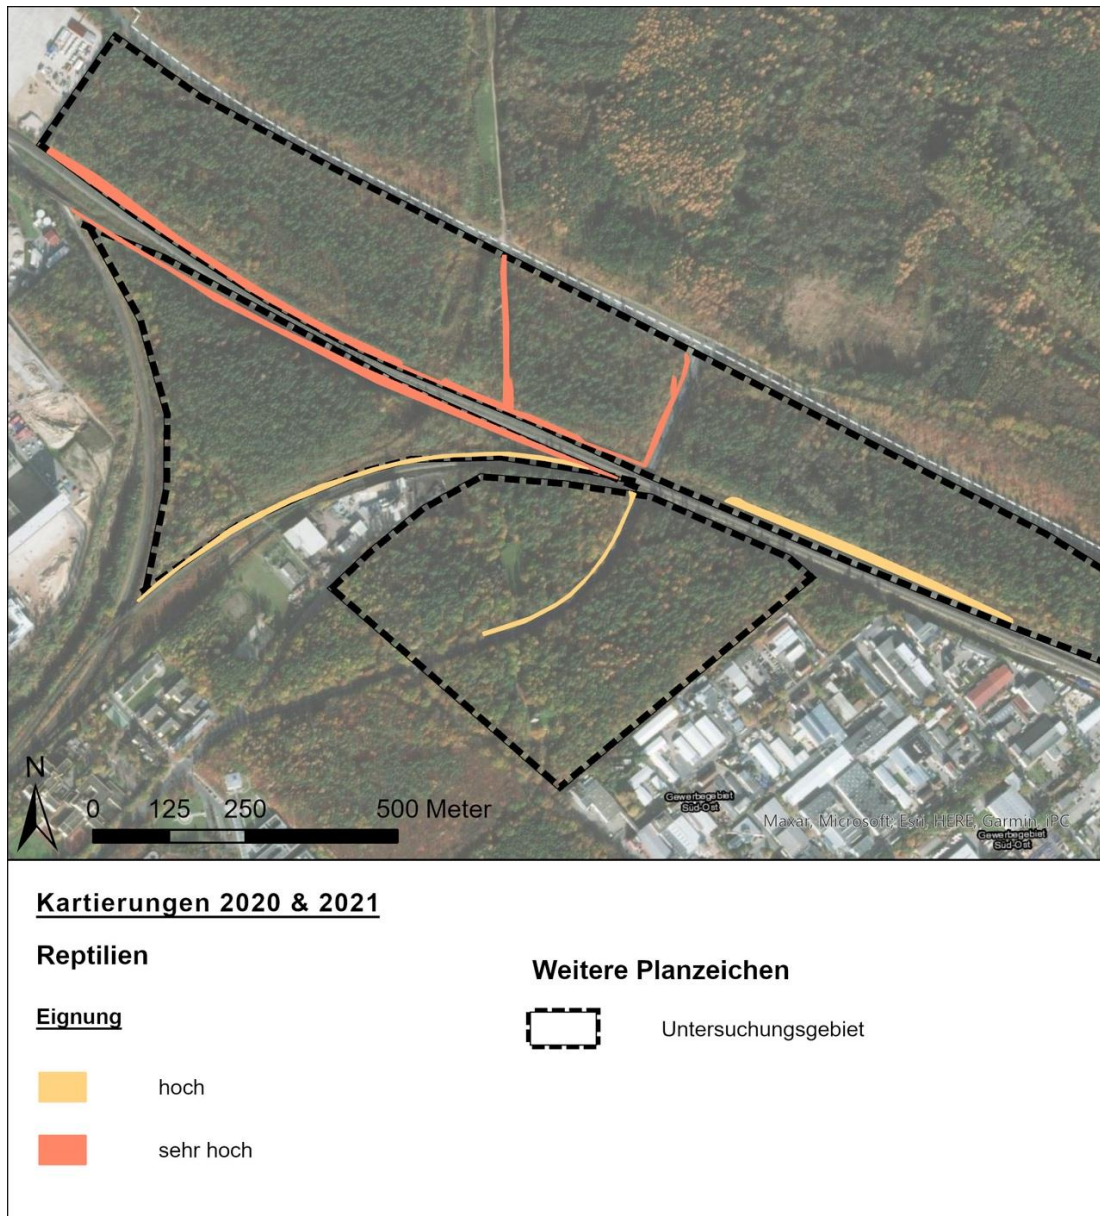 Gewerbegebiet
Süd-Ost
N
0 125 250 500 Meter
Maxar, Microsoft, Esri, HERE, Garmin, iPC
Gewerbegebiet
Süd-Ost
Kartierungen 2020 & 2021
Reptilien
Eignung
hoch
sehr hoch
Weitere Planzeichen
Untersuchungsgebiet